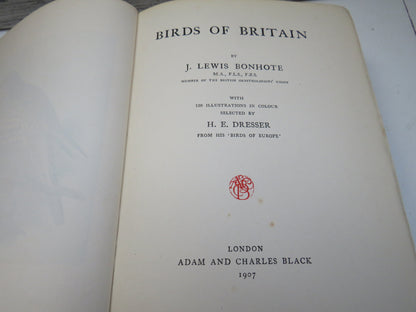 BIRDS OF BRITAIN
BY
J. LEWIS BONHOTE
M.A., F.L.S., F.Z.S.
MEMBER OF THE BRITISH ORNITHOLOGISTS' UNION
WITH
100 ILLUSTRATIONS IN COLOUR
SELECTED BY
H. E. DRESSER
FROM HIS 'BIRDS OF EUROPE'
LONDON
ADAM AND CHARLES BLACK
1907